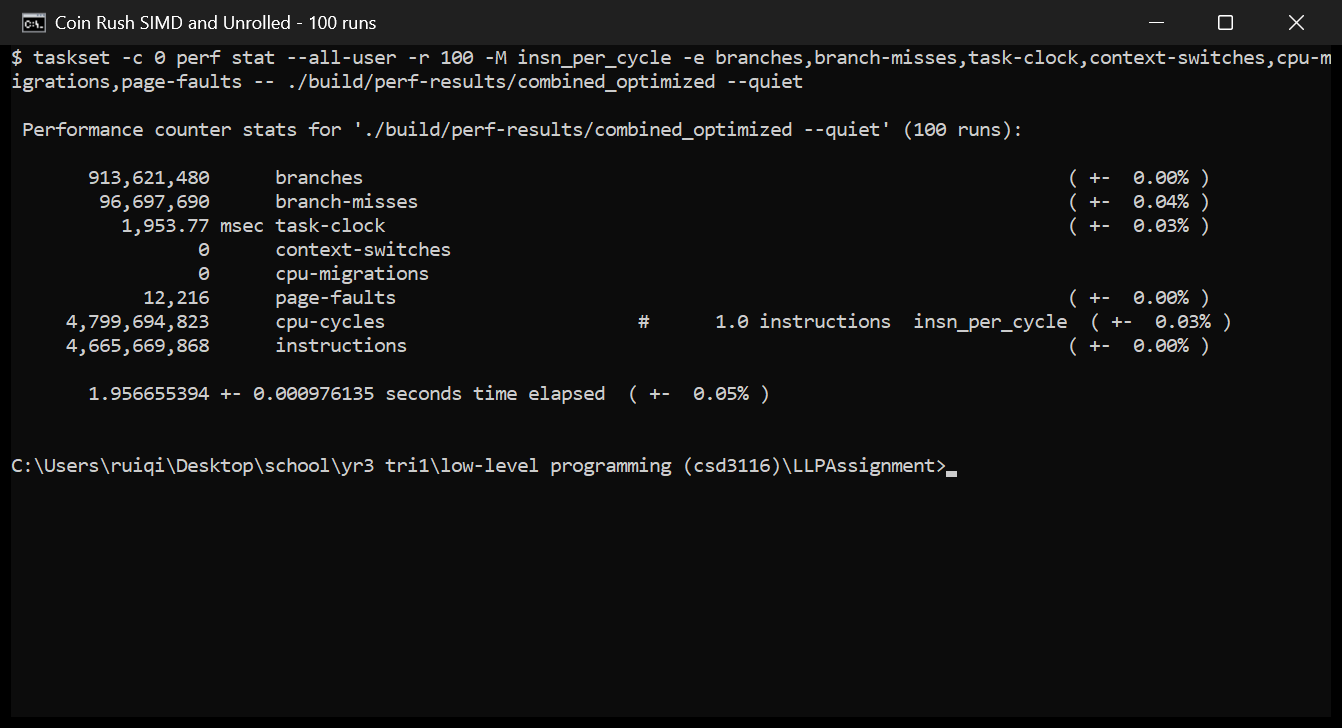 Coin Rush SIMD and Unrolled - 100 runs
$ taskset -c 0 perf stat --all-user -r 100 -M insn_per_cycle -e branches,branch-misses,task-clock,context-switches,cpu-m
igrations,page-faults -- ./build/perf-results/combined_optimized --quiet
Performance counter stats for './build/perf-results/combined_optimized --quiet' (100 runs):
913,621,480 branches ( +- 0.00% )
96,697,690 branch-misses ( +- 0.04% )
1,953.77 msec task-clock ( +- 0.03% )
0 context-switches
0 cpu-migrations
12,216 page-faults ( +- 0.00% )
4,799,694,823 cpu-cycles # 1.0 instructions insn_per_cycle ( +- 0.03% )
4,665,669,868 instructions ( +- 0.00% )
1.956655394 +- 0.000976135 seconds time elapsed ( +- 0.05% )
C:\Users\ruiqi\Desktop\school\yr3 tri1\low-level programming (csd3116)\LLPAssignment>